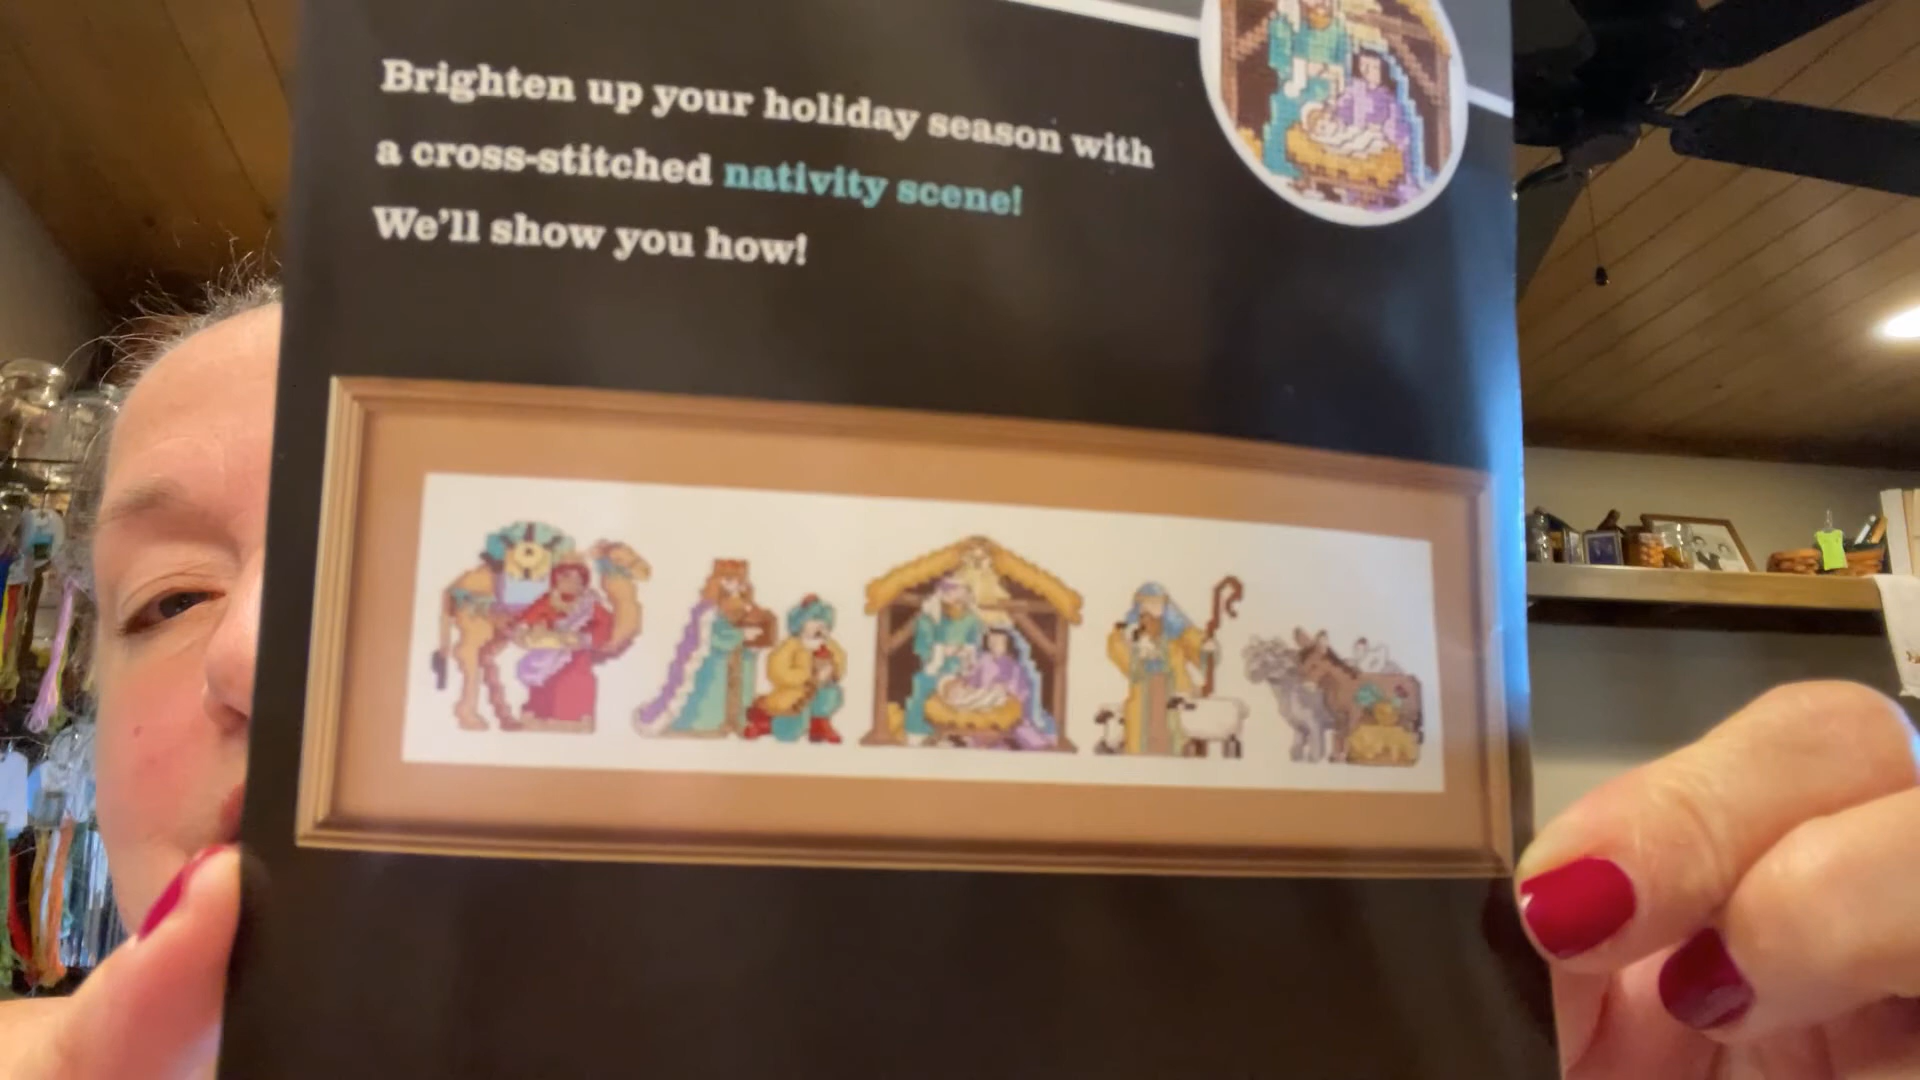 Brighten up your holiday season with
a cross-stitched nativity scene!
We'll show you how!